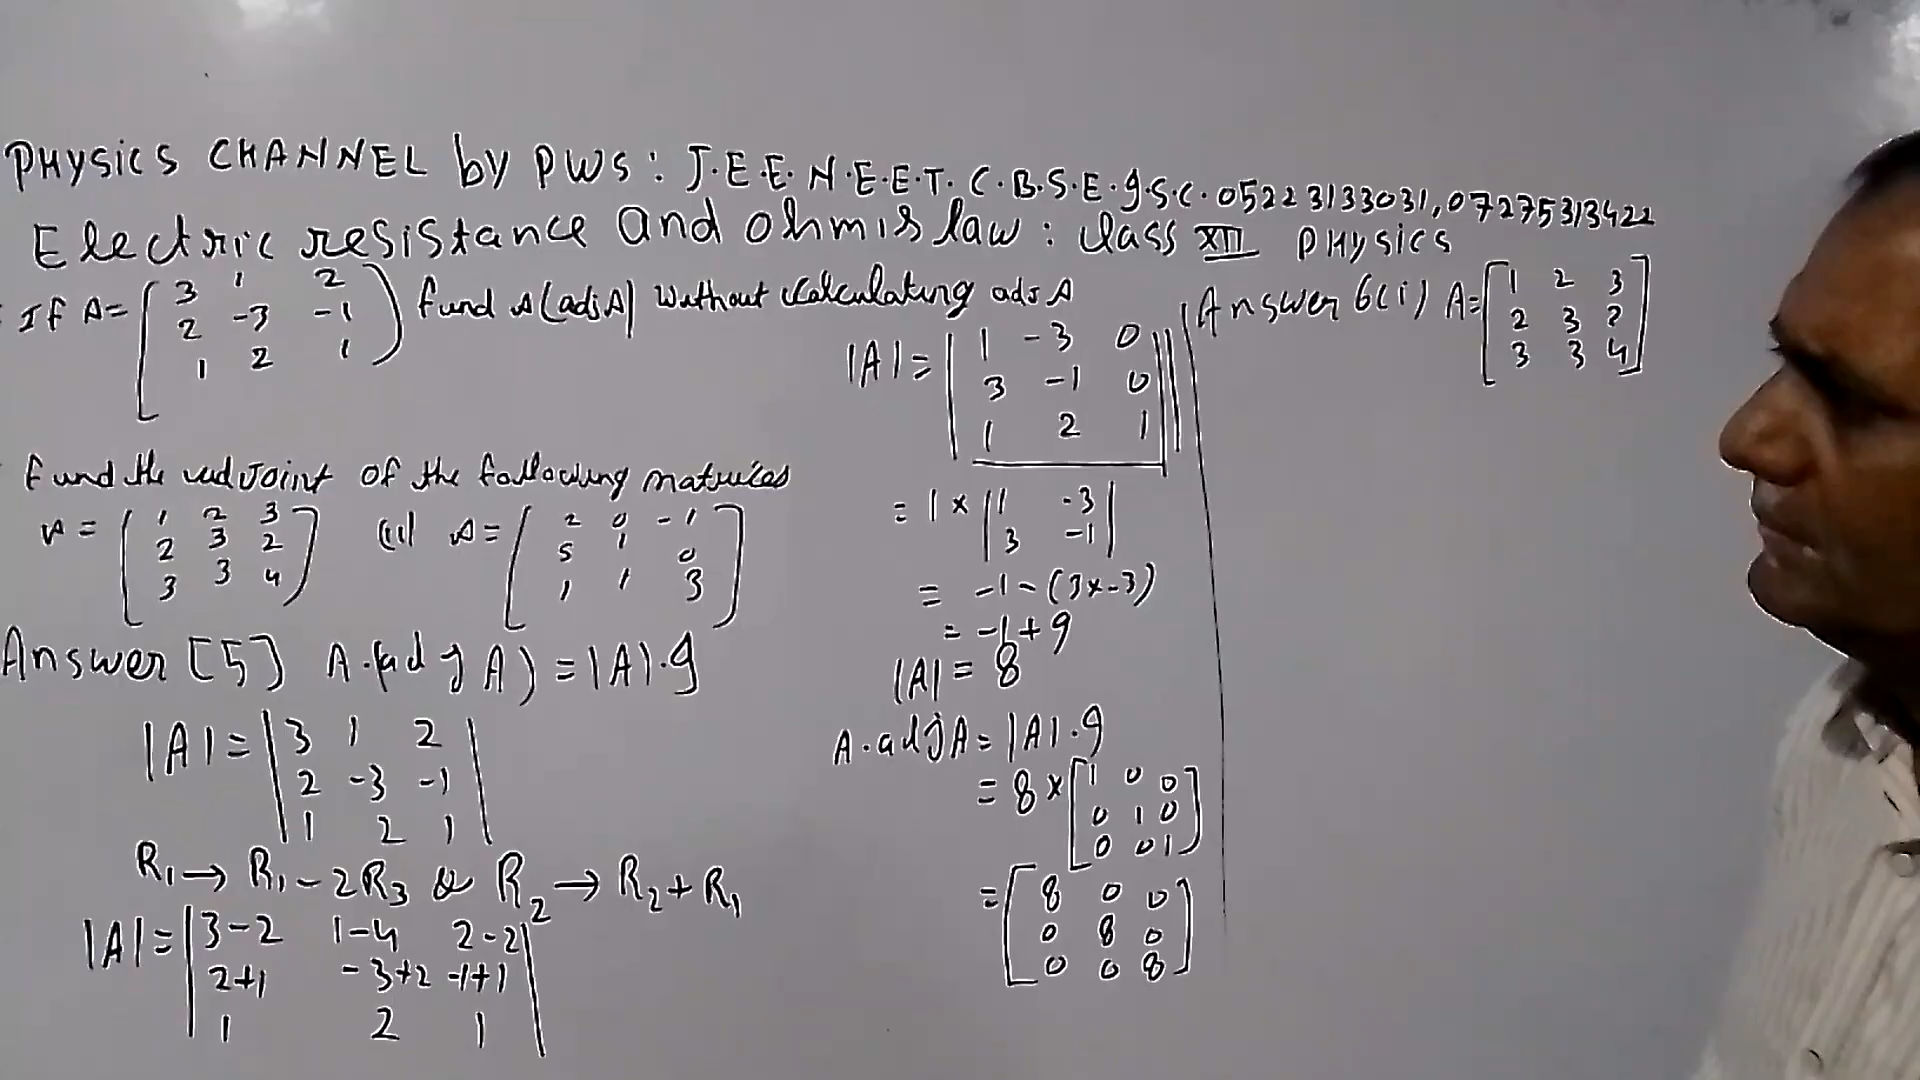 PHYSICS CHANNEL by PWS : J.E.E. N.E.E.T. C.B.S.E. I.S.C. 05223133031, 07275313422
Electric resistance and ohm's law : class XII PHYSICS
If A = [ 3 1 2
2 -3 -1
1 2 1 ] find A(adj A) without calculating adj A
find the adjoint of the following matrices
A = [ 1 2 3
2 3 2
3 3 4 ] (ii) A = [ 2 0 -1
5 1 0
1 1 3 ]
Answer [5] A.(adj A) = |A|.I
|A| = | 3 1 2
2 -3 -1
1 2 1 |
R₁ → R₁ - 2R₃ & R₂ → R₂ + R₁
|A| = | 3-2 1-4 2-2
2+1 -3+2 -1+1
1 2 1 |
|A| = | 1 -3 0
3 -1 0
1 2 1 |
= 1 × | 1 -3
3 -1 |
= -1 - (3×-3)
= -1+9
|A| = 8
A.adj A = |A|.I
= 8 × [ 1 0 0
0 1 0
0 0 1 ]
= [ 8 0 0
0 8 0
0 0 8 ]
Answer 6(i) A = [ 1 2 3
2 3 2
3 3 4 ]